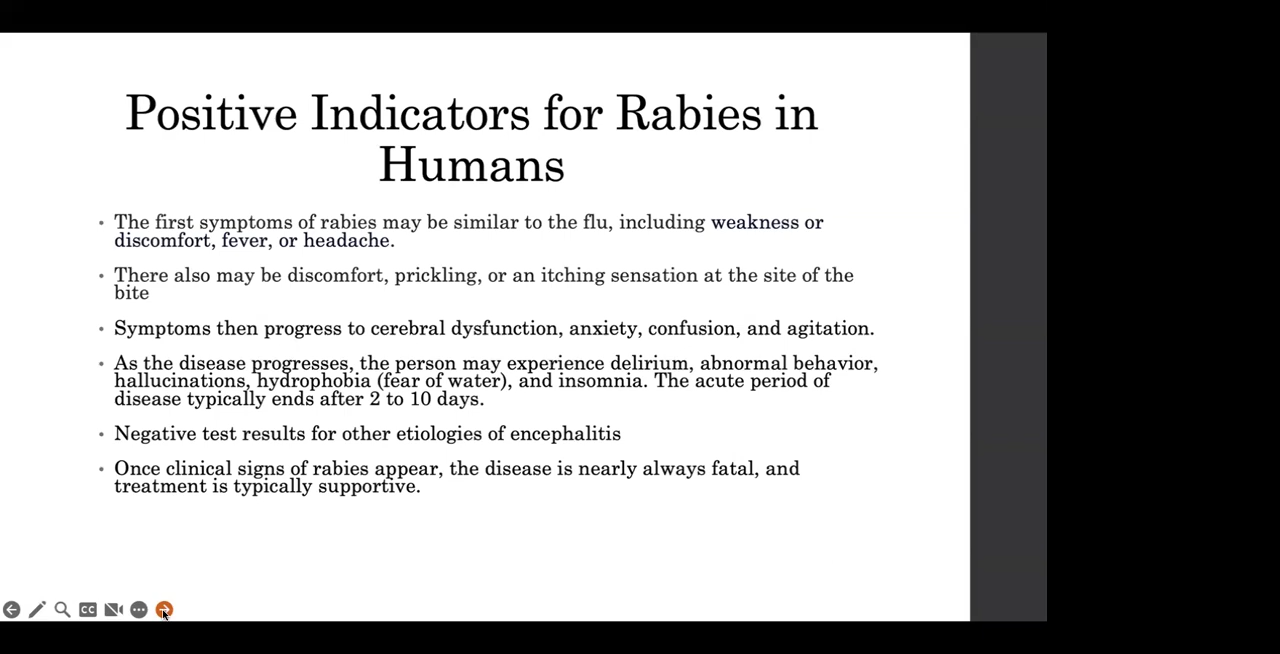 Positive Indicators for Rabies in
Humans
• The first symptoms of rabies may be similar to the flu, including weakness or
discomfort, fever, or headache.
• There also may be discomfort, prickling, or an itching sensation at the site of the
bite
• Symptoms then progress to cerebral dysfunction, anxiety, confusion, and agitation.
• As the disease progresses, the person may experience delirium, abnormal behavior,
hallucinations, hydrophobia (fear of water), and insomnia. The acute period of
disease typically ends after 2 to 10 days.
• Negative test results for other etiologies of encephalitis
• Once clinical signs of rabies appear, the disease is nearly always fatal, and
treatment is typically supportive.
CC